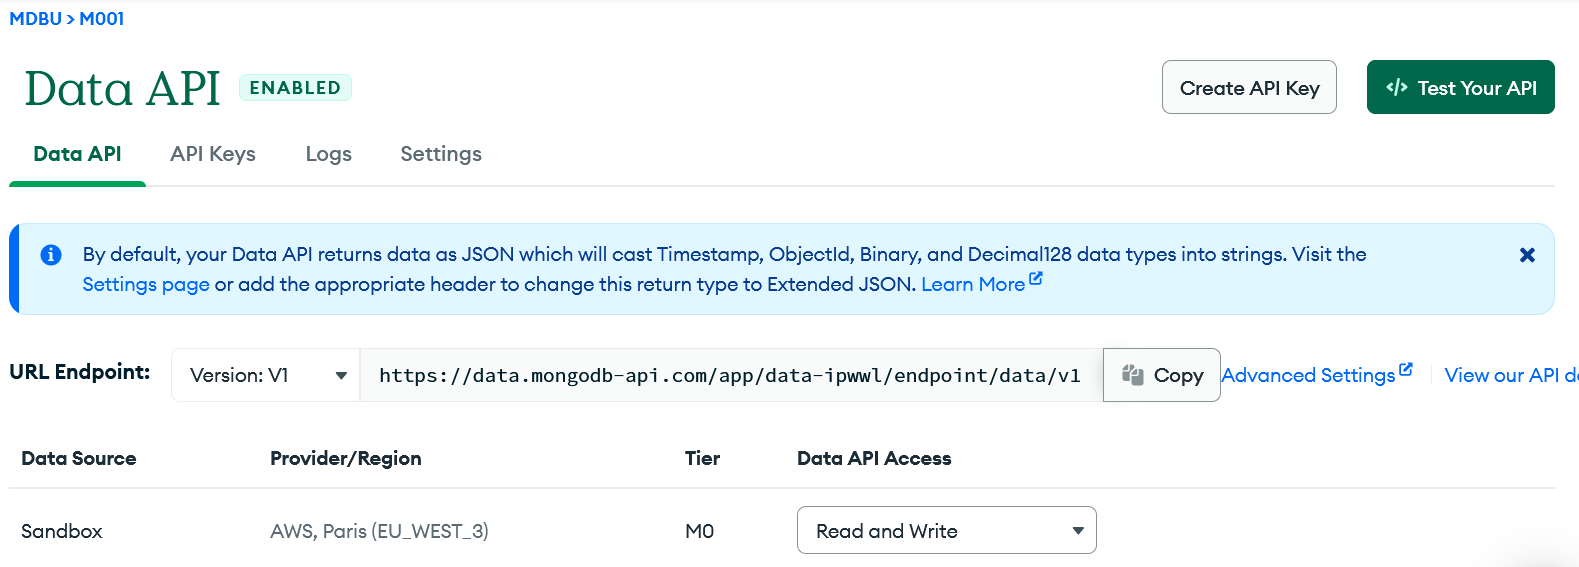 MDBU > M001
Data API ENABLED
Create API Key
Test Your API
Data API API Keys Logs Settings
By default, your Data API returns data as JSON which will cast Timestamp, ObjectId, Binary, and Decimal128 data types into strings. Visit the
Settings page or add the appropriate header to change this return type to Extended JSON. Learn More
URL Endpoint: Version: V1 https://data.mongodb-api.com/app/data-ipwwl/endpoint/data/v1 Copy Advanced Settings View our API
Data Source Provider/Region Tier Data API Access
Sandbox AWS, Paris (EU_WEST_3) M0 Read and Write